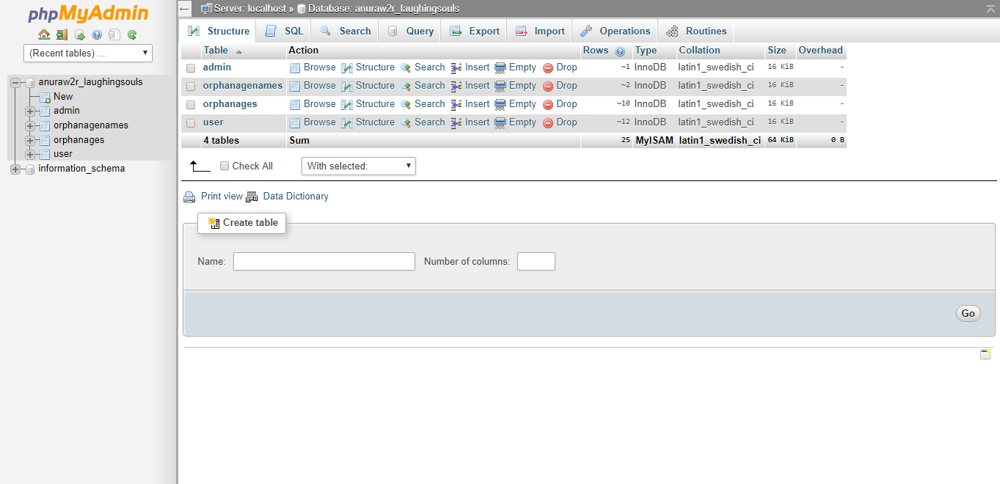 phpMyAdmin
(Recent tables) ...
anuraw2r_laughingsouls
New
admin
orphanagenames
orphanages
user
information_schema
Server: localhost » Database: anuraw2r_laughingsouls
Structure SQL Search Query Export Import Operations Routines
Table Action Rows Type Collation Size Overhead
admin Browse Structure Search Insert Empty Drop ~1 InnoDB latin1_swedish_ci 16 KiB -
orphanagenames Browse Structure Search Insert Empty Drop ~2 InnoDB latin1_swedish_ci 16 KiB -
orphanages Browse Structure Search Insert Empty Drop ~10 InnoDB latin1_swedish_ci 16 KiB -
user Browse Structure Search Insert Empty Drop ~12 InnoDB latin1_swedish_ci 16 KiB -
4 tables Sum 25 MyISAM latin1_swedish_ci 64 KiB 0 B
Check All With selected:
Print view Data Dictionary
Create table
Name: Number of columns:
Go